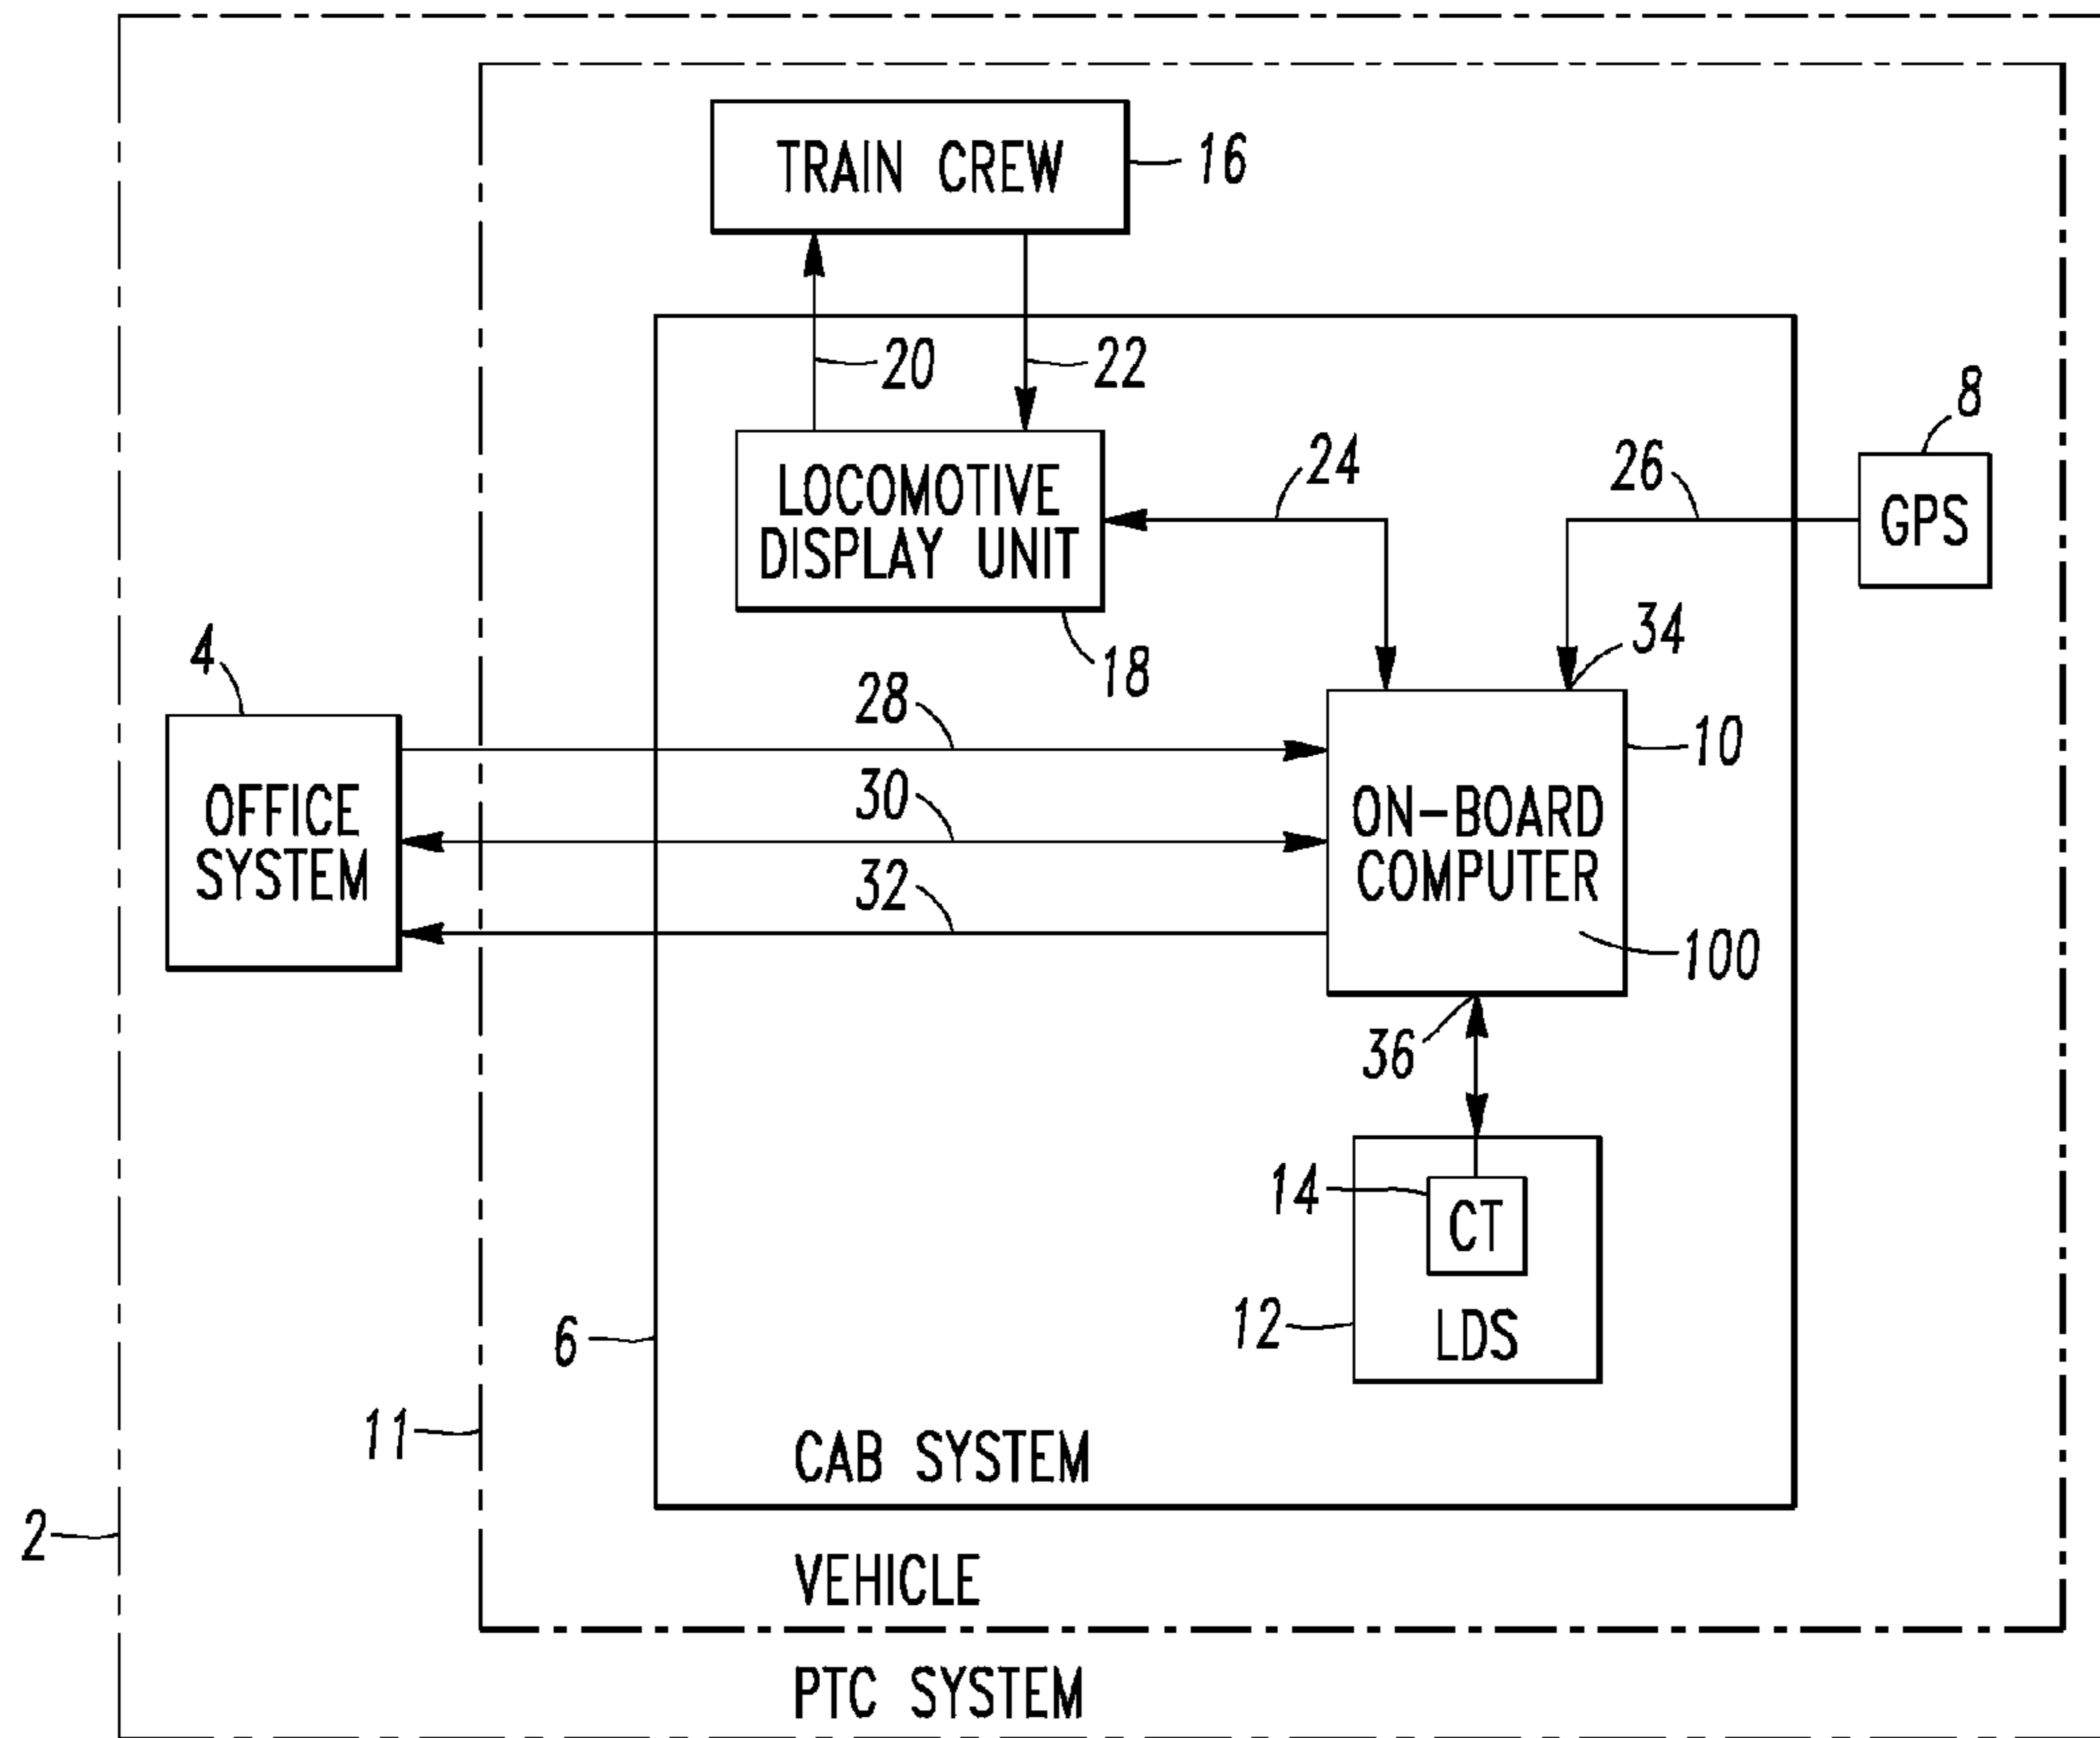 TRAIN CREW
16
20
22
8
LOCOMOTIVE
DISPLAY UNIT
24
26
GPS
4
18
34
28
10
OFFICE
SYSTEM
30
ON-BOARD
COMPUTER
32
100
36
14
CT
12
LDS
6
11
CAB SYSTEM
2
VEHICLE
PTC SYSTEM